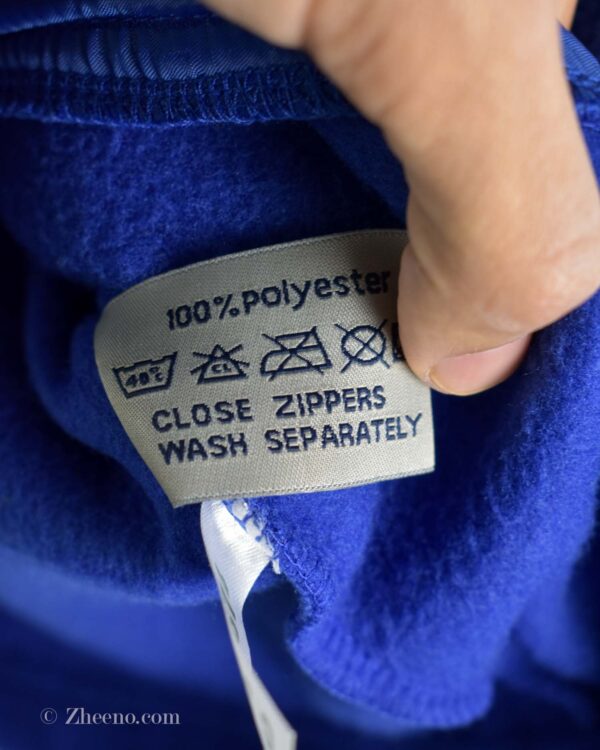 100% Polyester
40°C CL
CLOSE ZIPPERS
WASH SEPARATELY
© Zheeno.com